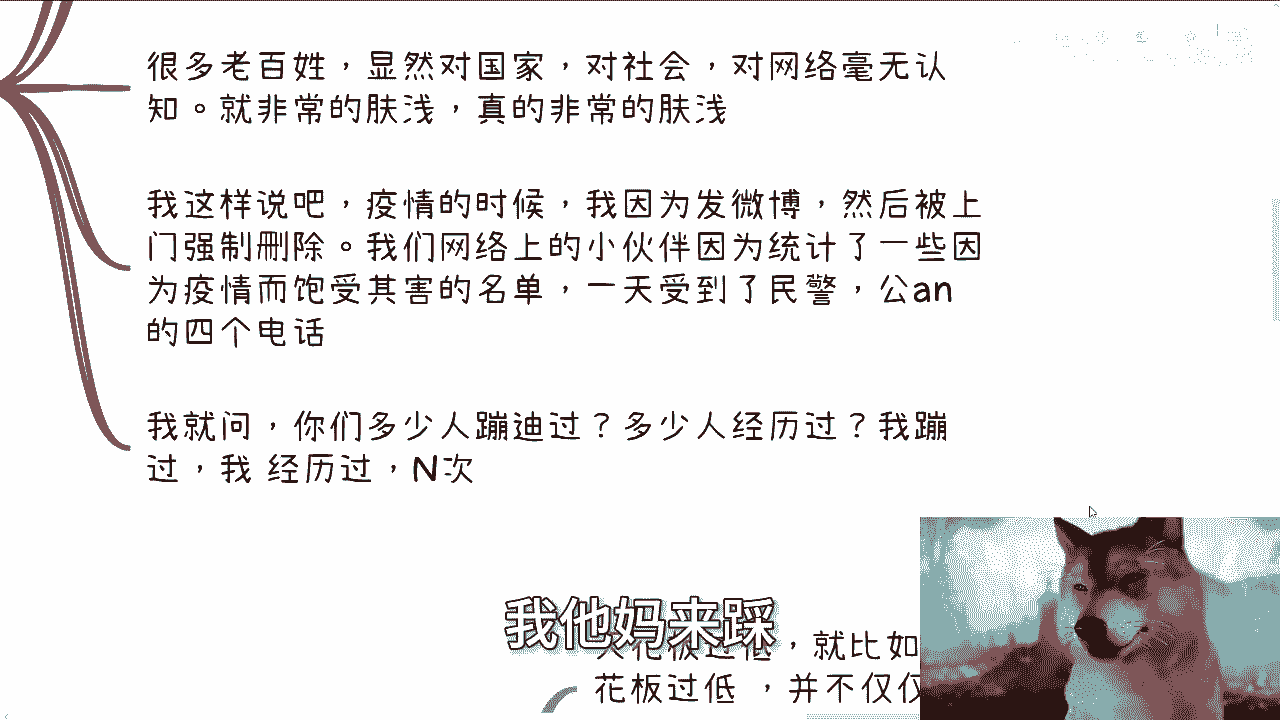 很多老百姓，显然对国家，对社会，对网络毫无认
知。就非常的肤浅，真的非常的肤浅
我这样说吧，疫情的时候，我因为发微博，然后被上
门强制删除。我们网络上的小伙伴因为统计了一些因
为疫情而饱受其害的名单，一天受到了民警，公an
的四个电话
我就问，你们多少人蹦迪过？多少人经历过？我蹦
过，我 经历过，N次
我他妈来踩
花板过低，就比如
花板过低 ，并不仅仅